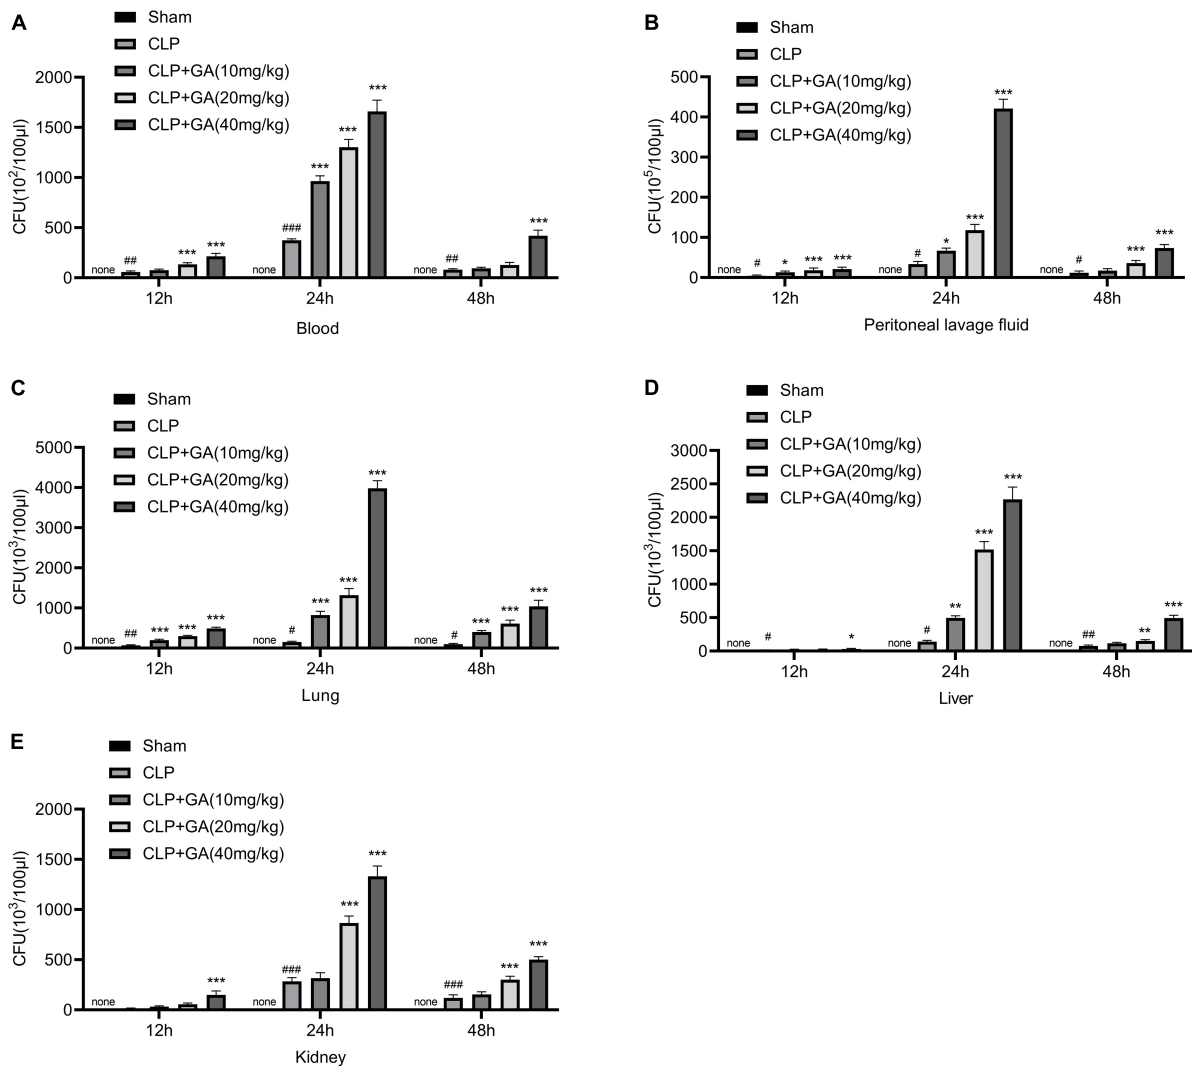 A
Sham
CLP
CLP+GA(10mg/kg)
CLP+GA(20mg/kg)
CLP+GA(40mg/kg)
CFU(10²/100µl)
2000
1500
1000
500
0
none
##
***
***
none
###
***
***
***
none
##
***
12h
24h
48h
Blood
B
Sham
CLP
CLP+GA(10mg/kg)
CLP+GA(20mg/kg)
CLP+GA(40mg/kg)
CFU(10⁵/100µl)
500
400
300
200
100
0
none
#
*
***
***
none
#
*
***
***
none
#
***
***
12h
24h
48h
Peritoneal lavage fluid
C
Sham
CLP
CLP+GA(10mg/kg)
CLP+GA(20mg/kg)
CLP+GA(40mg/kg)
CFU(10³/100µl)
5000
4000
3000
2000
1000
0
none
##
***
***
***
none
#
***
***
***
none
#
***
***
***
12h
24h
48h
Lung
D
Sham
CLP
CLP+GA(10mg/kg)
CLP+GA(20mg/kg)
CLP+GA(40mg/kg)
CFU(10³/100µl)
3000
2500
2000
1500
1000
500
0
none
#
*
none
#
**
***
***
none
##
**
***
12h
24h
48h
Liver
E
Sham
CLP
CLP+GA(10mg/kg)
CLP+GA(20mg/kg)
CLP+GA(40mg/kg)
CFU(10³/100µl)
2000
1500
1000
500
0
none
***
none
###
***
***
none
###
***
***
12h
24h
48h
Kidney